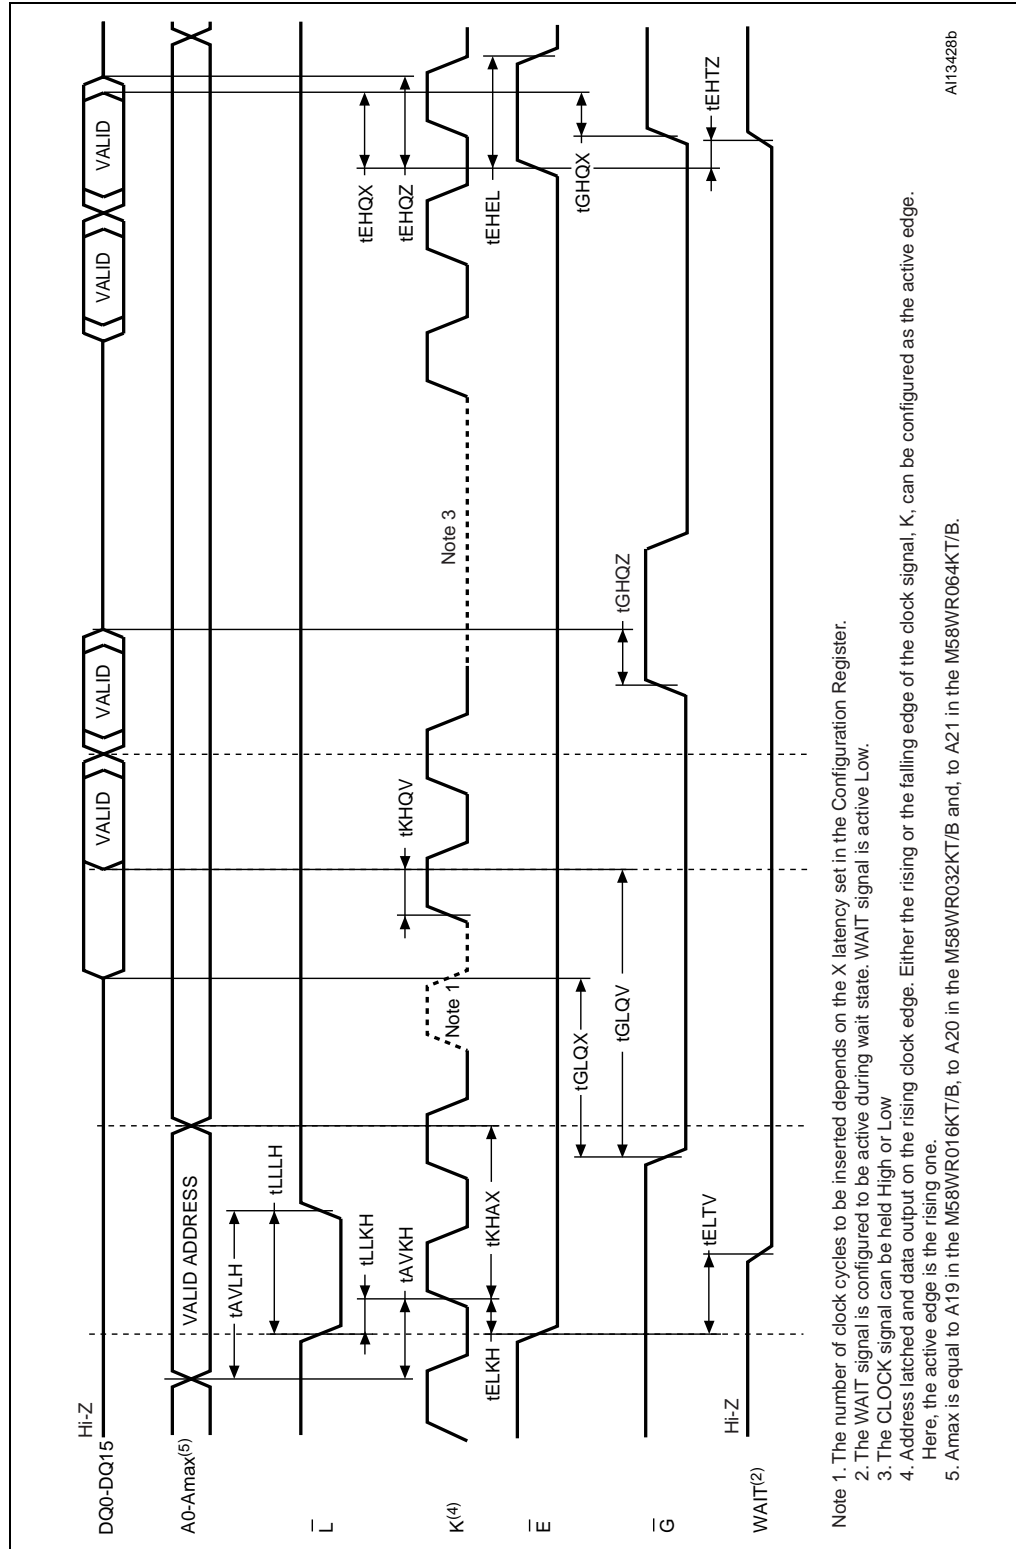 DQ0-DQ15
Hi-Z
VALID
VALID
VALID
VALID
A0-Amax(5)
VALID ADDRESS
tAVLH
tLLLH
L
tLLKH
tAVKH
tKHQV
tEHQX
tEHQZ
K(4)
Note 1
Note 3
tELKH
tKHAX
tEHEL
E
tGLQX
tGHQX
tGLQV
tGHQZ
G
tELTV
tEHTZ
WAIT(2)
Hi-Z
Note 1. The number of clock cycles to be inserted depends on the X latency set in the Configuration Register.
2. The WAIT signal is configured to be active during wait state. WAIT signal is active Low.
3. The CLOCK signal can be held High or Low
4. Address latched and data output on the rising clock edge. Either the rising or the falling edge of the clock signal, K, can be configured as the active edge.
Here, the active edge is the rising one.
5. Amax is equal to A19 in the M58WR016KT/B, to A20 in the M58WR032KT/B and, to A21 in the M58WR064KT/B.
AI13428b